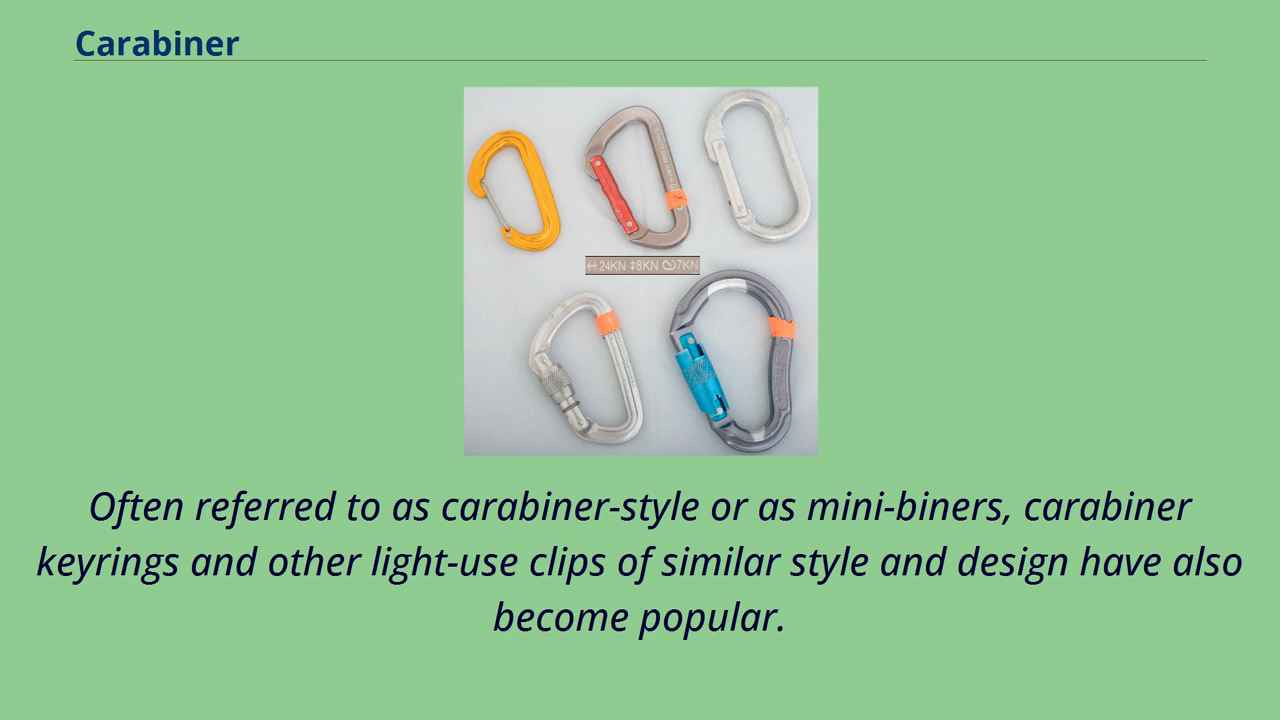 Carabiner
24KN 8KN 7KN
Often referred to as carabiner-style or as mini-biners, carabiner
keyrings and other light-use clips of similar style and design have also
become popular.